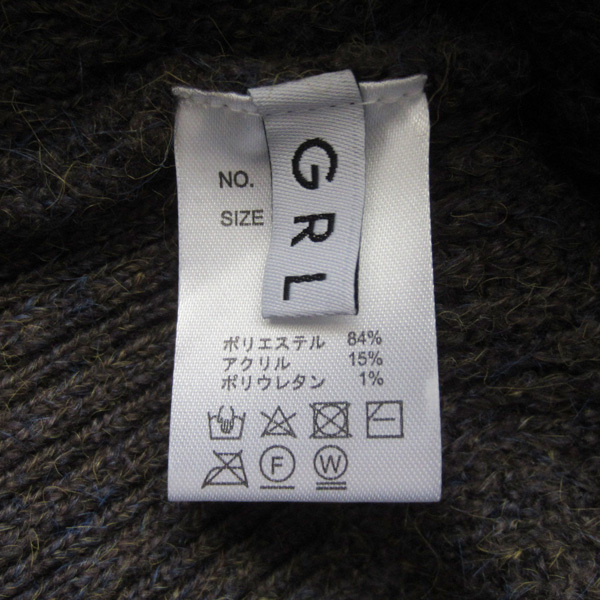 GRL
NO.
SIZE
ポリエステル 84%
アクリル 15%
ポリウレタン 1%
F W